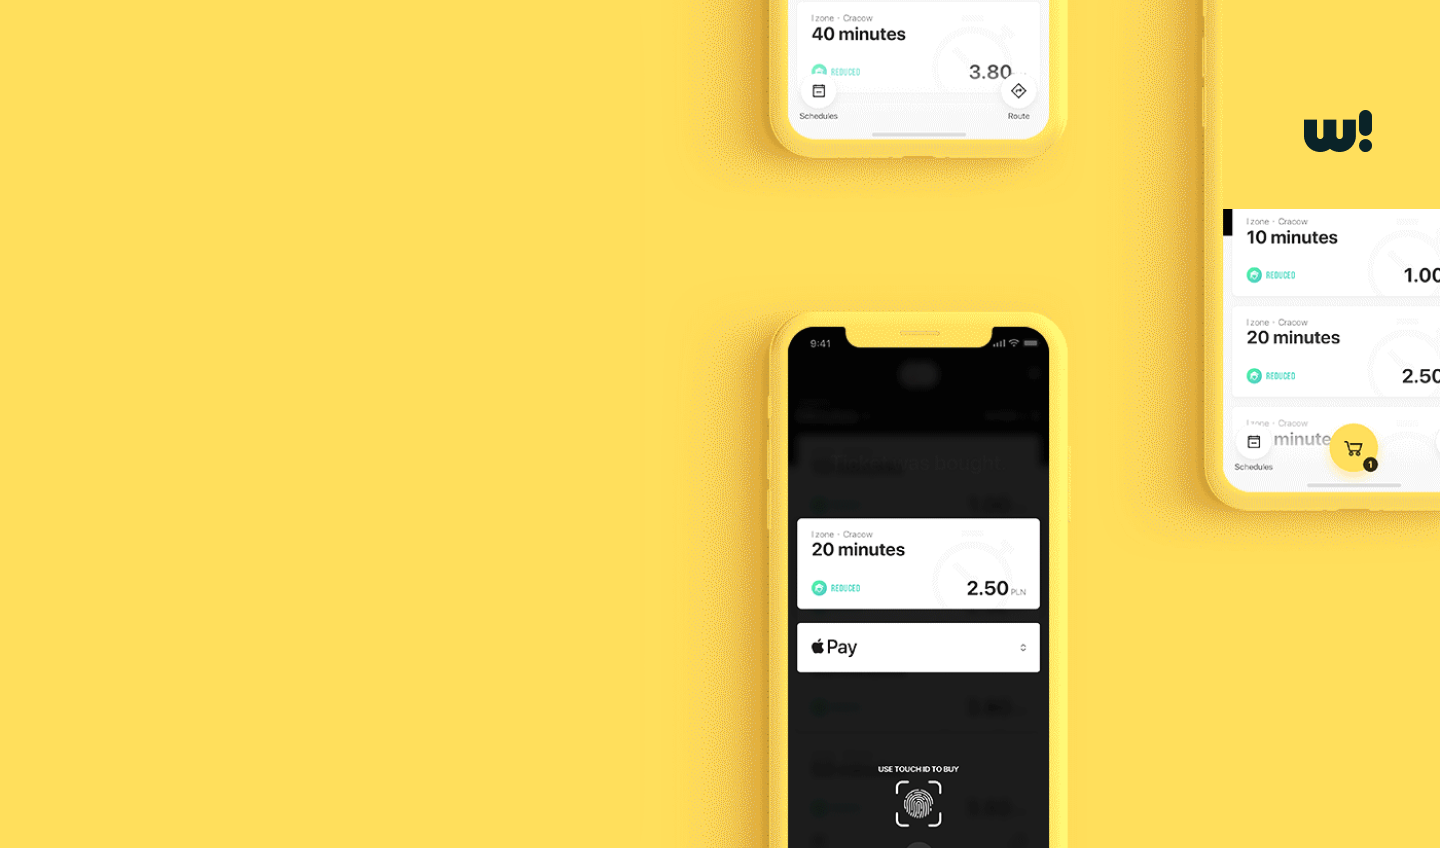 I zone - Cracow
40 minutes
REDUCED
3.80
Schedules
Route
w!
I zone - Cracow
10 minutes
REDUCED
1.00
I zone - Cracow
20 minutes
REDUCED
2.50
I zone - Cracow
minute
Schedules
1
9:41
I zone - Cracow
20 minutes
REDUCED
2.50 PLN
Pay
USE TOUCH ID TO BUY